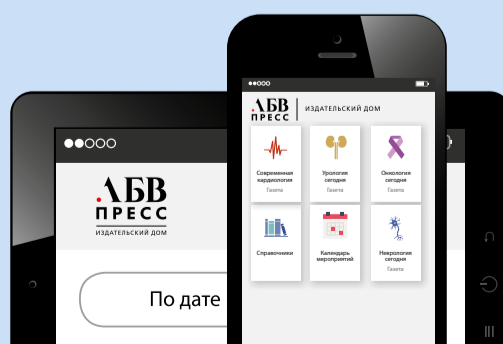 АБВ
ПРЕСС
ИЗДАТЕЛЬСКИЙ ДОМ
По дате
АБВ
ПРЕСС
ИЗДАТЕЛЬСКИЙ ДОМ
Современная
кардиология
Газета
Урология
сегодня
Газета
Онкология
сегодня
Газета
Справочники
Календарь
мероприятий
Неврология
сегодня
Газета